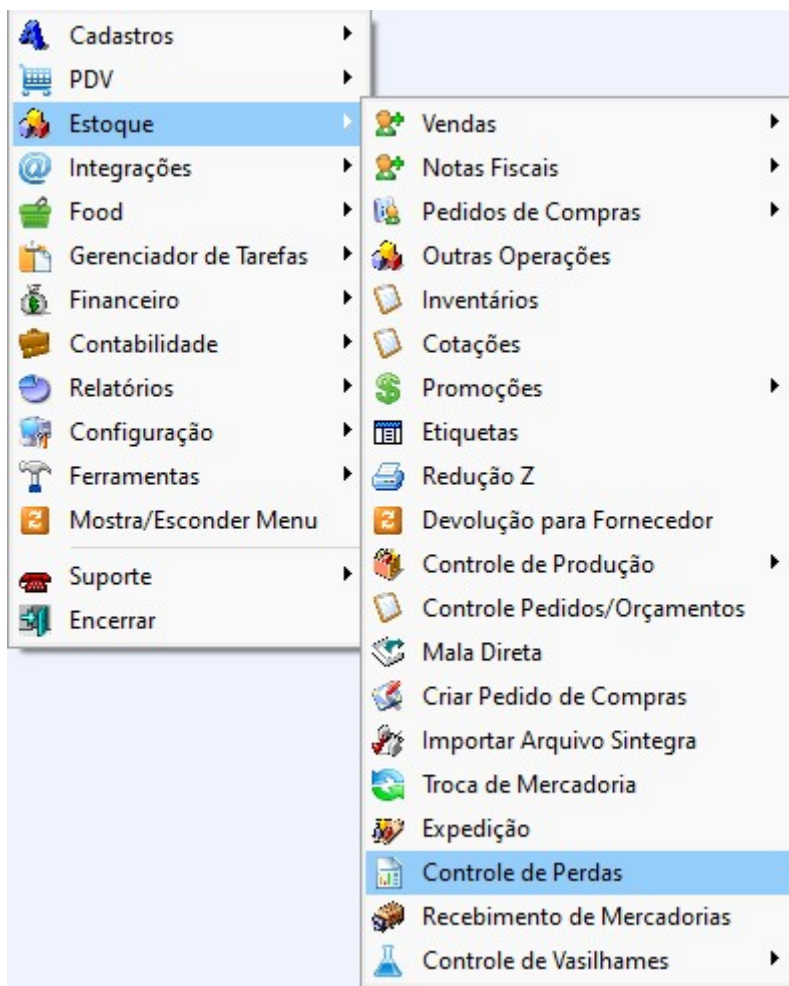 Cadastros
PDV
Estoque
Integrações
Food
Gerenciador de Tarefas
Financeiro
Contabilidade
Relatórios
Configuração
Ferramentas
Mostra/Esconder Menu
Suporte
Encerrar
Vendas
Notas Fiscais
Pedidos de Compras
Outras Operações
Inventários
Cotações
Promoções
Etiquetas
Redução Z
Devolução para Fornecedor
Controle de Produção
Controle Pedidos/Orçamentos
Mala Direta
Criar Pedido de Compras
Importar Arquivo Sintegra
Troca de Mercadoria
Expedição
Controle de Perdas
Recebimento de Mercadorias
Controle de Vasilhames